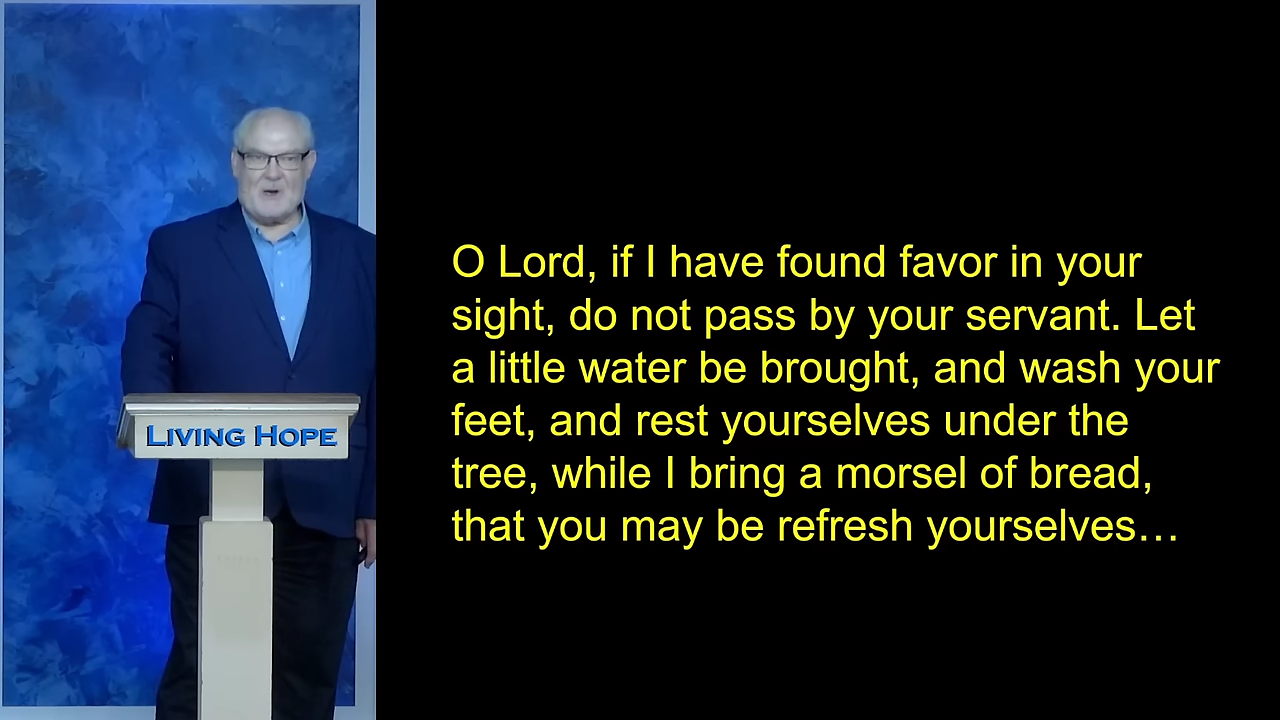 LIVING HOPE
O Lord, if I have found favor in your
sight, do not pass by your servant. Let
a little water be brought, and wash your
feet, and rest yourselves under the
tree, while I bring a morsel of bread,
that you may be refresh yourselves…